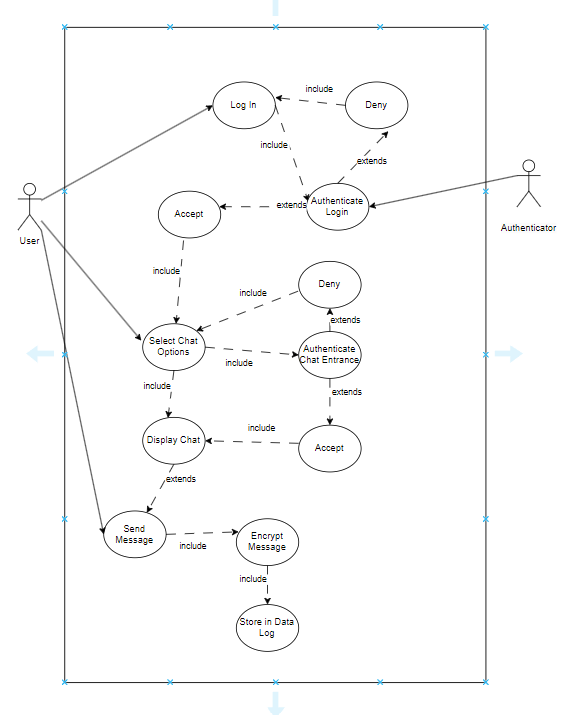 include
Log In
Deny
include
extends
Authenticate
Login
extends
Accept
User
Authenticator
include
Deny
include
extends
Select Chat
Options
include
Authenticate
Chat Entrance
include
extends
include
Display Chat
Accept
extends
Send
Message
include
Encrypt
Message
include
Store in Data
Log